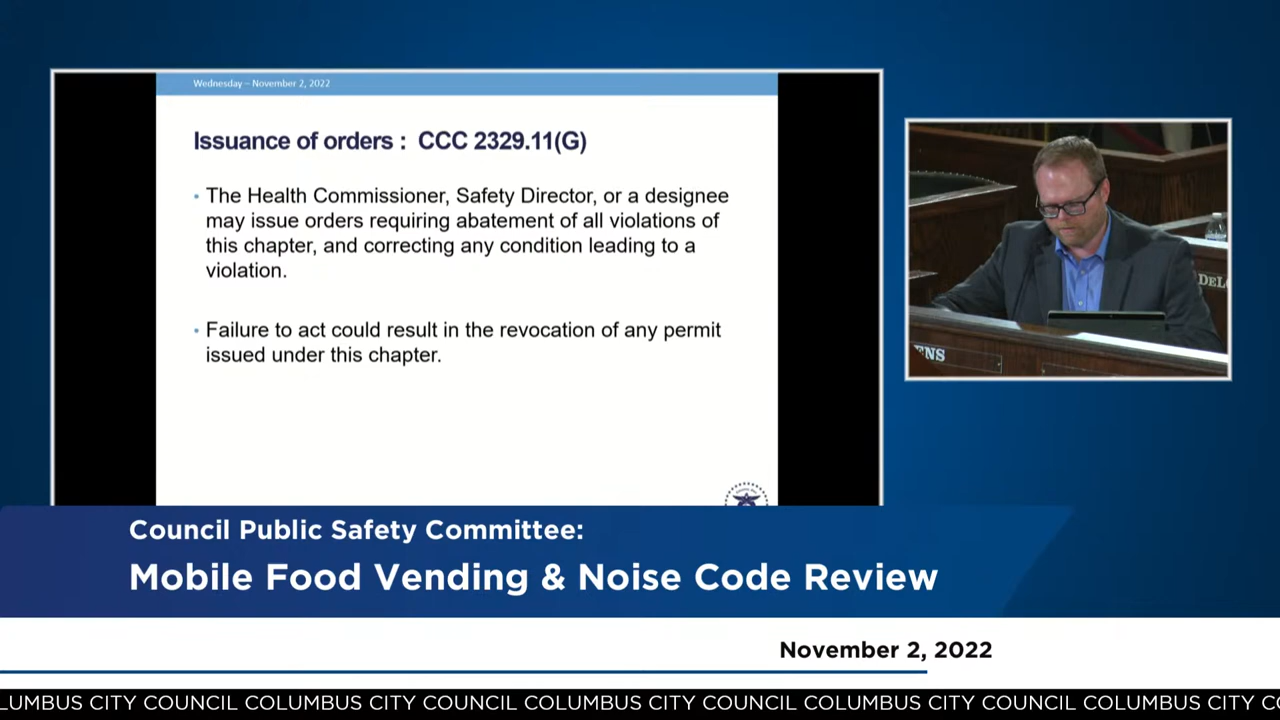 Wednesday – November 2, 2022
Issuance of orders : CCC 2329.11(G)
• The Health Commissioner, Safety Director, or a designee
may issue orders requiring abatement of all violations of
this chapter, and correcting any condition leading to a
violation.
• Failure to act could result in the revocation of any permit
issued under this chapter.
DEL
ENS
Council Public Safety Committee:
Mobile Food Vending & Noise Code Review
November 2, 2022
LUMBUS CITY COUNCIL COLUMBUS CITY COUNCIL COLUMBUS CITY COUNCIL COLUMBUS CITY COUNCIL COLUMBUS CITY C